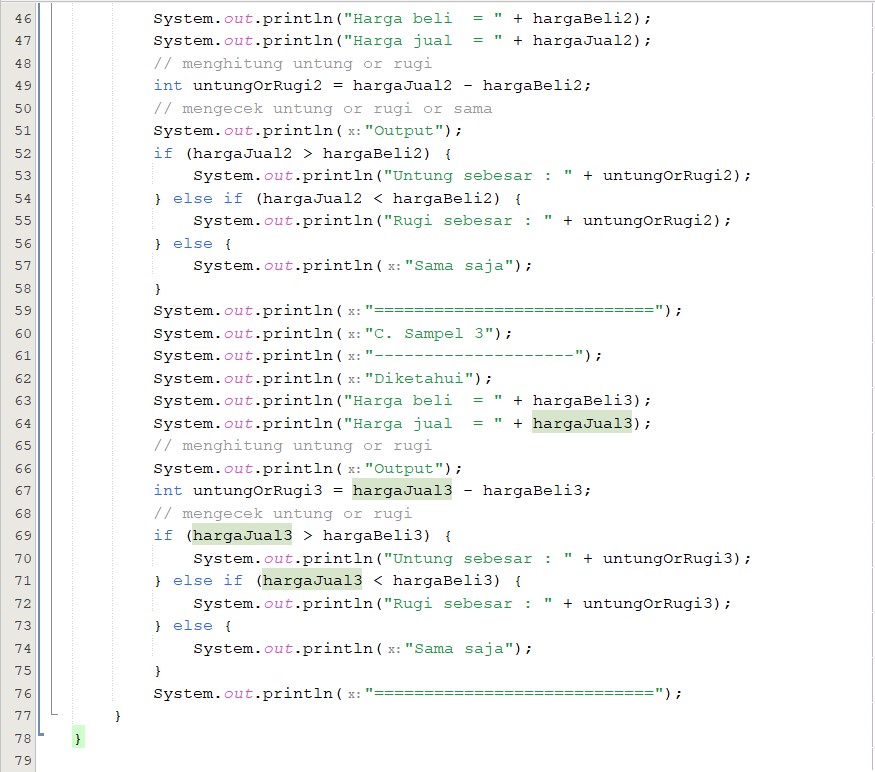 46 System.out.println("Harga beli  = " + hargaBeli2);
47 System.out.println("Harga jual  = " + hargaJual2);
48 // menghitung untung or rugi
49 int untungOrRugi2 = hargaJual2 - hargaBeli2;
50 // mengecek untung or rugi or sama
51 System.out.println( x: "Output");
52 if (hargaJual2 > hargaBeli2) {
53 System.out.println("Untung sebesar : " + untungOrRugi2);
54 } else if (hargaJual2 < hargaBeli2) {
55 System.out.println("Rugi sebesar : " + untungOrRugi2);
56 } else {
57 System.out.println( x: "Sama saja");
58 }
59 System.out.println( x: "============================");
60 System.out.println( x: "C. Sampel 3");
61 System.out.println( x: "--------------------");
62 System.out.println( x: "Diketahui");
63 System.out.println("Harga beli  = " + hargaBeli3);
64 System.out.println("Harga jual  = " + hargaJual3);
65 // menghitung untung or rugi
66 System.out.println( x: "Output");
67 int untungOrRugi3 = hargaJual3 - hargaBeli3;
68 // mengecek untung or rugi
69 if (hargaJual3 > hargaBeli3) {
70 System.out.println("Untung sebesar : " + untungOrRugi3);
71 } else if (hargaJual3 < hargaBeli3) {
72 System.out.println("Rugi sebesar : " + untungOrRugi3);
73 } else {
74 System.out.println( x: "Sama saja");
75 }
76 System.out.println( x: "============================");
77 }
78 }
79